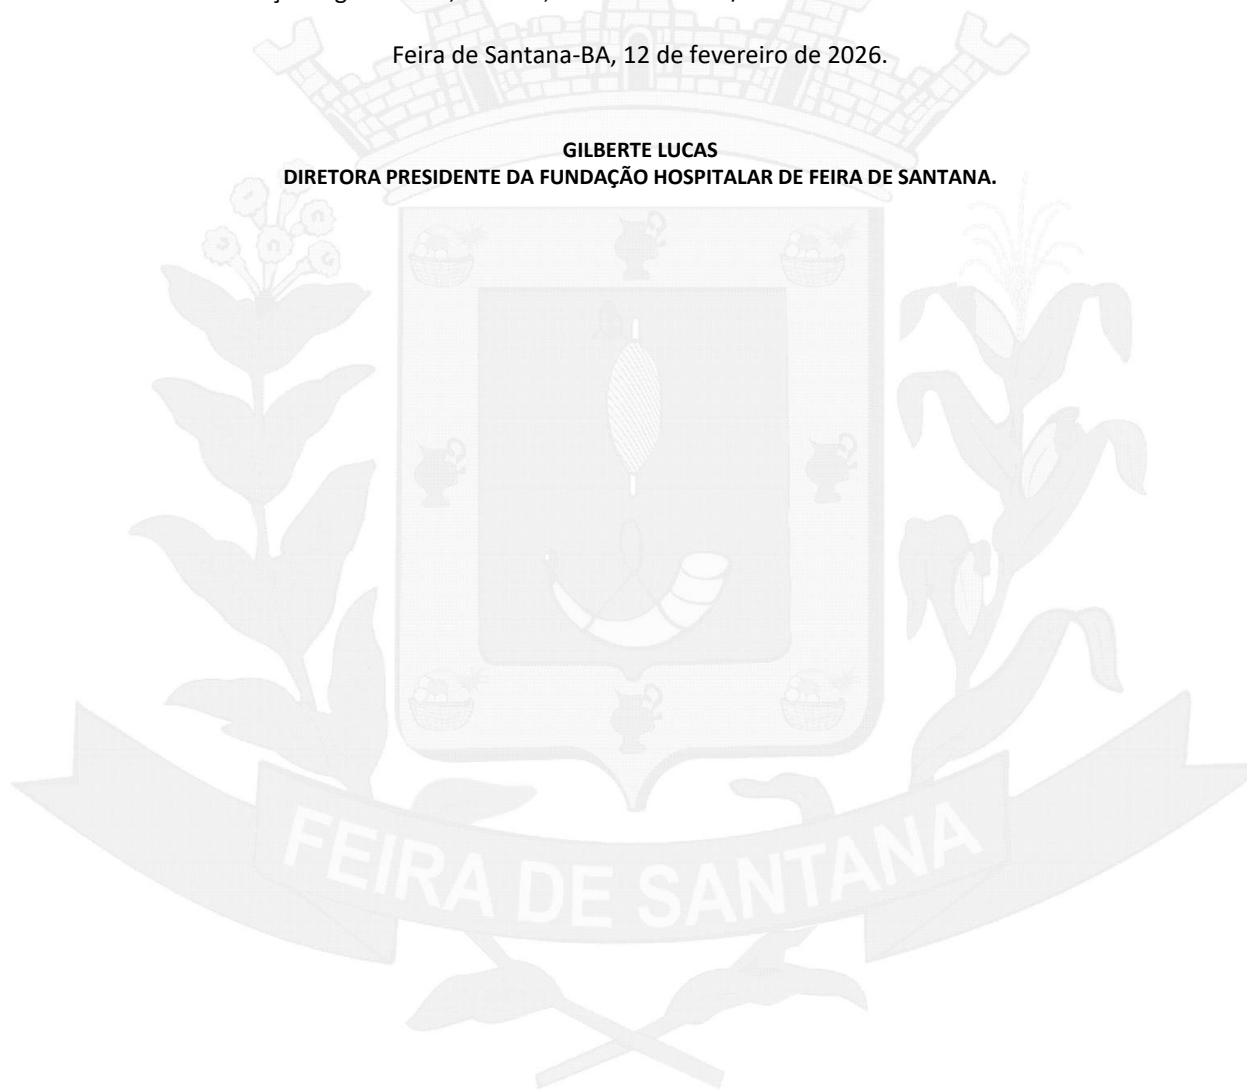 Feira de Santana-BA, 12 de fevereiro de 2026.
GILBERTE LUCAS
DIRETORA PRESIDENTE DA FUNDAÇÃO HOSPITALAR DE FEIRA DE SANTANA.
FEIRA DE SANTANA